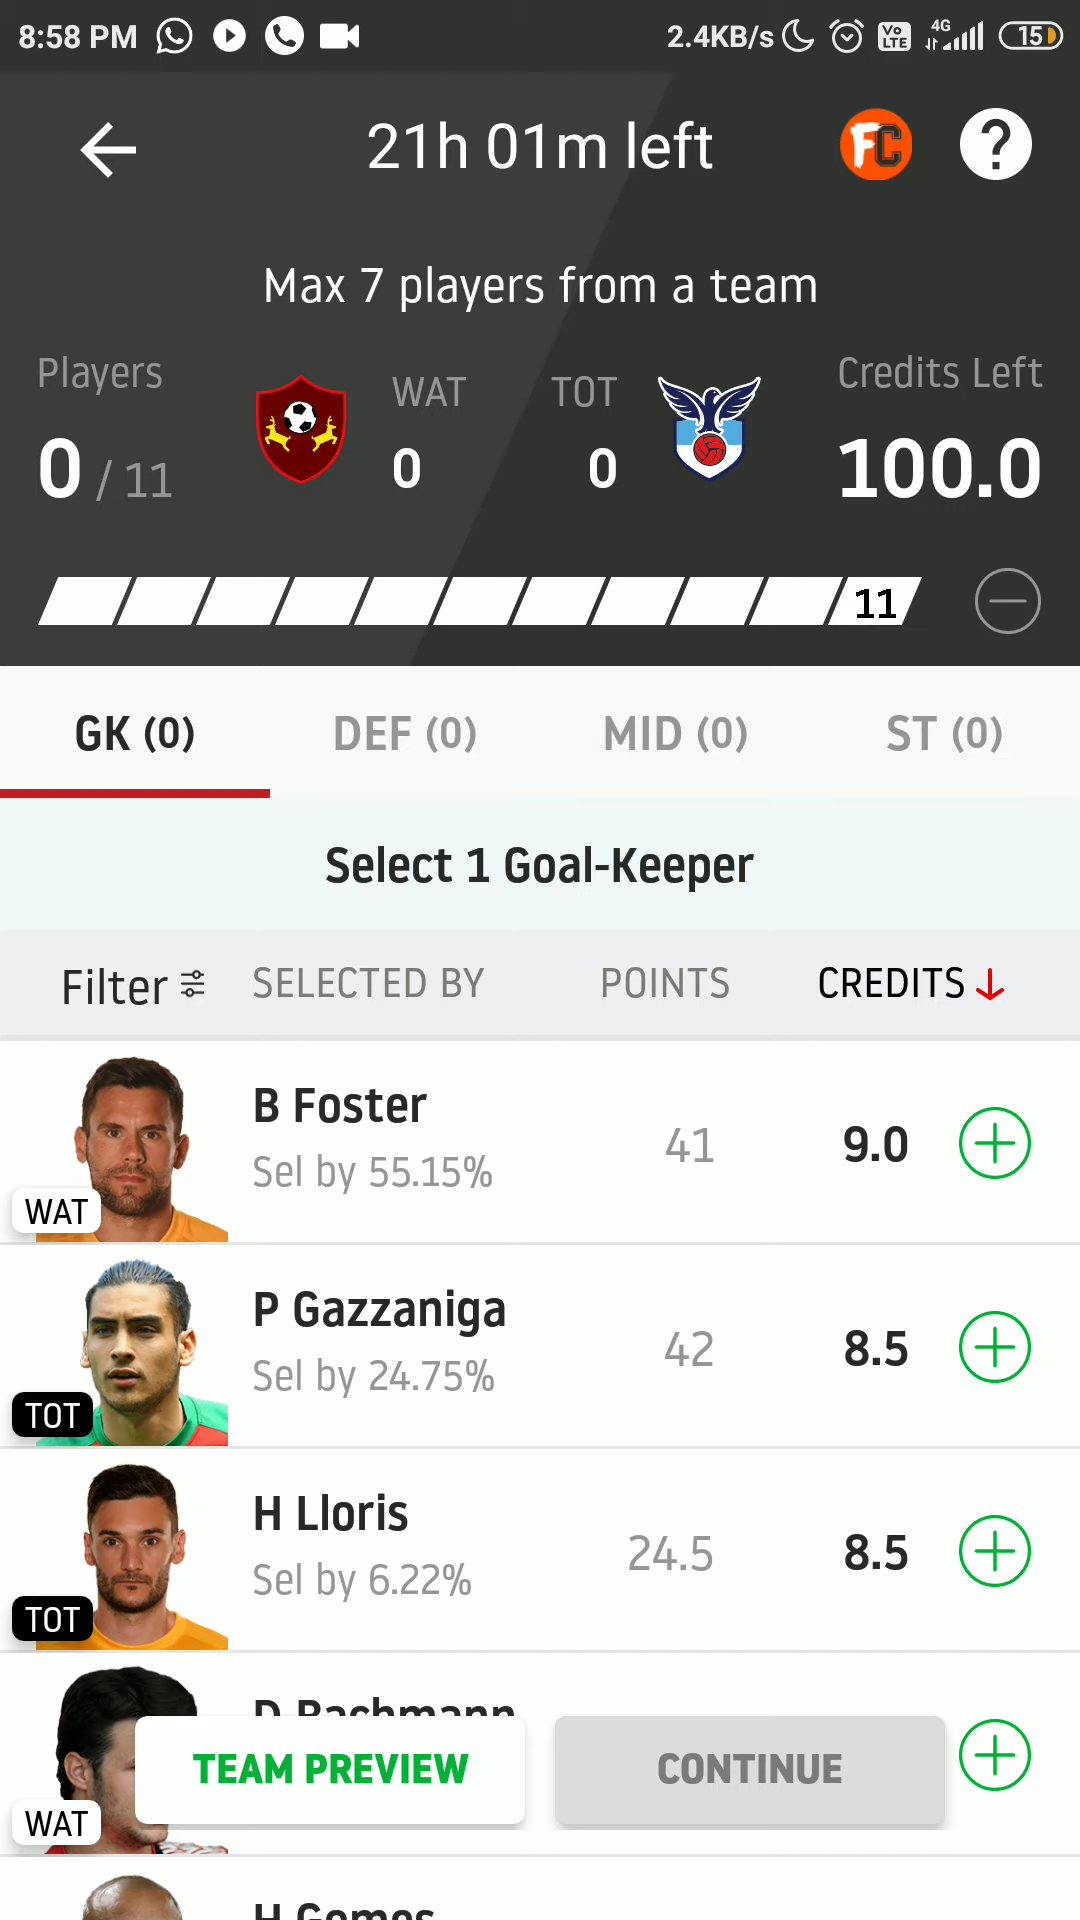 8:58 PM 2.4KB/s VO LTE 4G 15
21h 01m left FC ?
Max 7 players from a team
Players WAT TOT Credits Left
0 / 11 0 0 100.0
11
GK (0) DEF (0) MID (0) ST (0)
Select 1 Goal-Keeper
Filter SELECTED BY POINTS CREDITS
B Foster
Sel by 55.15% 41 9.0
WAT
P Gazzaniga
Sel by 24.75% 42 8.5
TOT
H Lloris
Sel by 6.22% 24.5 8.5
TOT
D Bachmann
TEAM PREVIEW CONTINUE
WAT
H Gomes